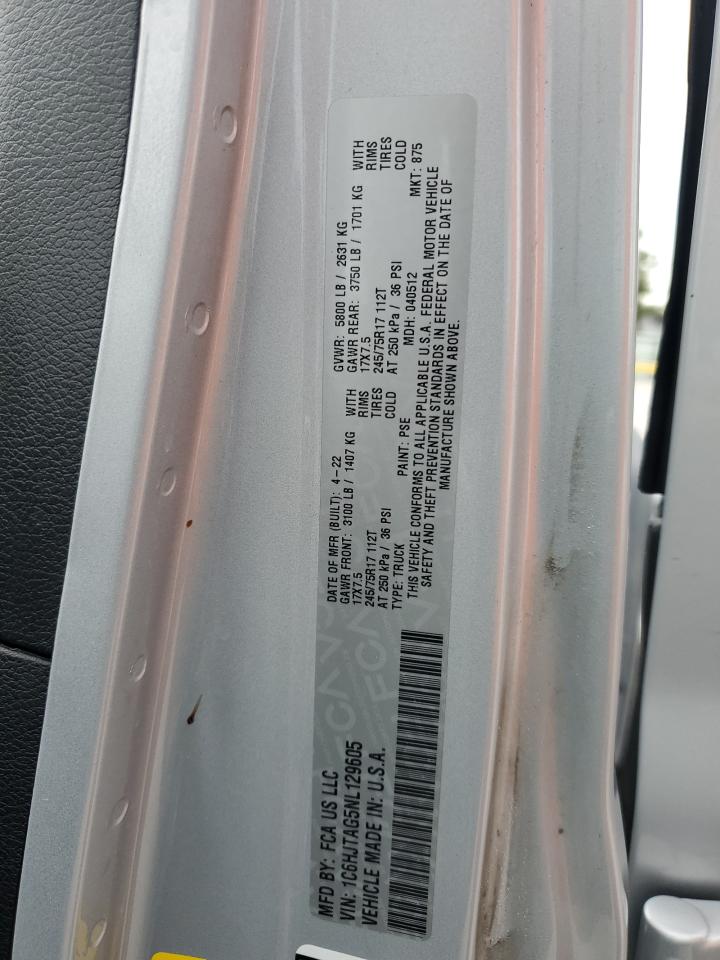 MFD BY: FCA US LLC
VIN: 1C6HJTAG5NL129605
VEHICLE MADE IN: U.S.A.
DATE OF MFR (BUILT): 4-22 GVWR: 5800 LB / 2631 KG
GAWR FRONT: 3100 LB / 1407 KG WITH GAWR REAR: 3750 LB / 1701 KG WITH
17X7.5 RIMS 17X7.5 RIMS
245/75R17 112T TIRES 245/75R17 112T TIRES
AT 250 kPa / 36 PSI COLD AT 250 kPa / 36 PSI COLD
TYPE: TRUCK PAINT: PSE MDH: 040512 MKT: 875
THIS VEHICLE CONFORMS TO ALL APPLICABLE U.S.A. FEDERAL MOTOR VEHICLE
SAFETY AND THEFT PREVENTION STANDARDS IN EFFECT ON THE DATE OF
MANUFACTURE SHOWN ABOVE.